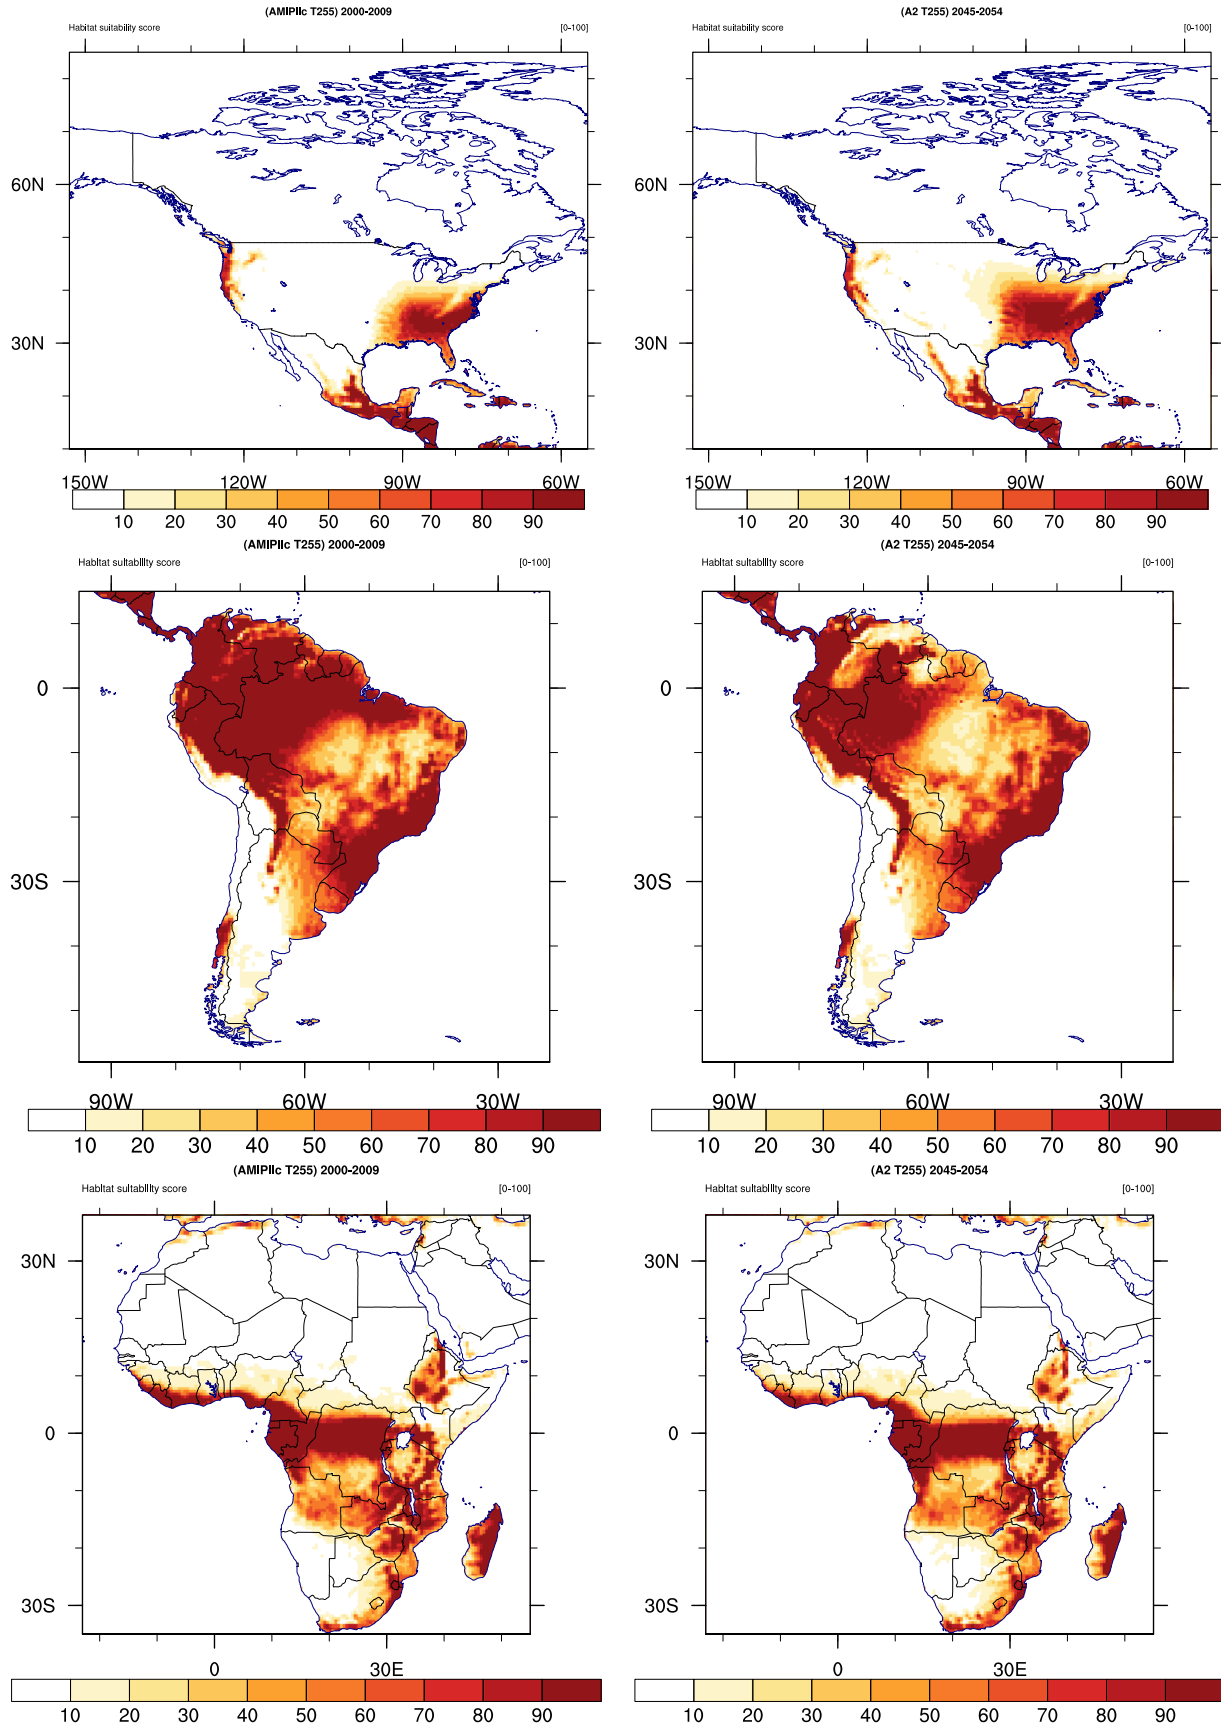 (AMIPIIc T255) 2000-2009
(A2 T255) 2045-2054
Habitat suitability score [0-100]
Habitat suitability score [0-100]
60N
30N
150W 120W 90W 60W
150W 120W 90W 60W
10 20 30 40 50 60 70 80 90
10 20 30 40 50 60 70 80 90
(AMIPIIc T255) 2000-2009
(A2 T255) 2045-2054
Habitat suitability score [0-100]
Habitat suitability score [0-100]
0
30S
90W 60W 30W
90W 60W 30W
10 20 30 40 50 60 70 80 90
10 20 30 40 50 60 70 80 90
(AMIPIIc T255) 2000-2009
(A2 T255) 2045-2054
Habitat suitability score [0-100]
Habitat suitability score [0-100]
30N 30N
0 0
30S 30S
0 30E
0 30E
10 20 30 40 50 60 70 80 90
10 20 30 40 50 60 70 80 90